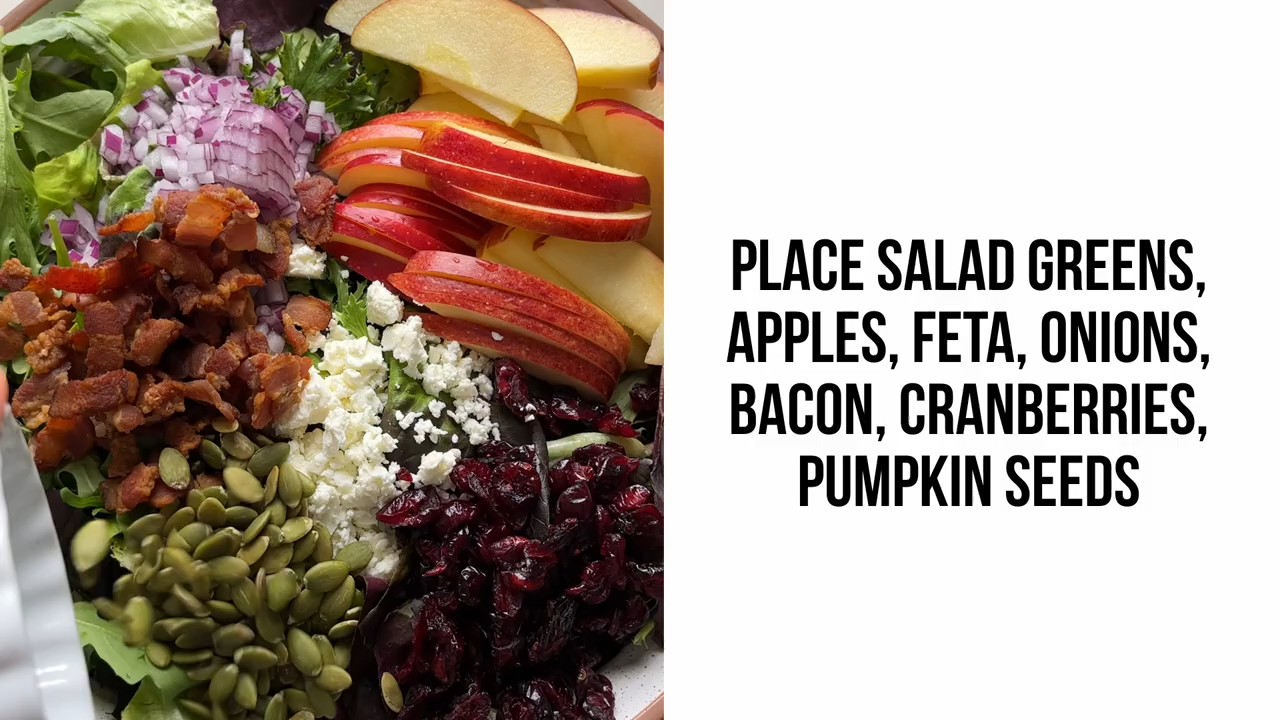 PLACE SALAD GREENS,
APPLES, FETA, ONIONS,
BACON, CRANBERRIES,
PUMPKIN SEEDS